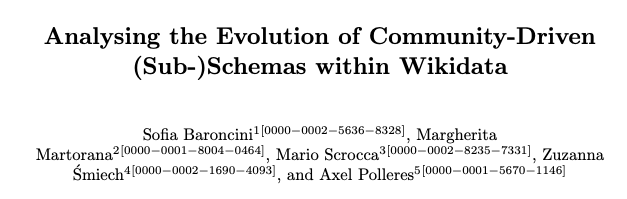 Analysing the Evolution of Community-Driven
(Sub-)Schemas within Wikidata
Sofia Baroncini1[0000−0002−5636−8328], Margherita
Martorana2[0000−0001−8004−0464], Mario Scrocca3[0000−0002−8235−7331], Zuzanna
Śmiech4[0000−0002−1690−4093], and Axel Polleres5[0000−0001−5670−1146]